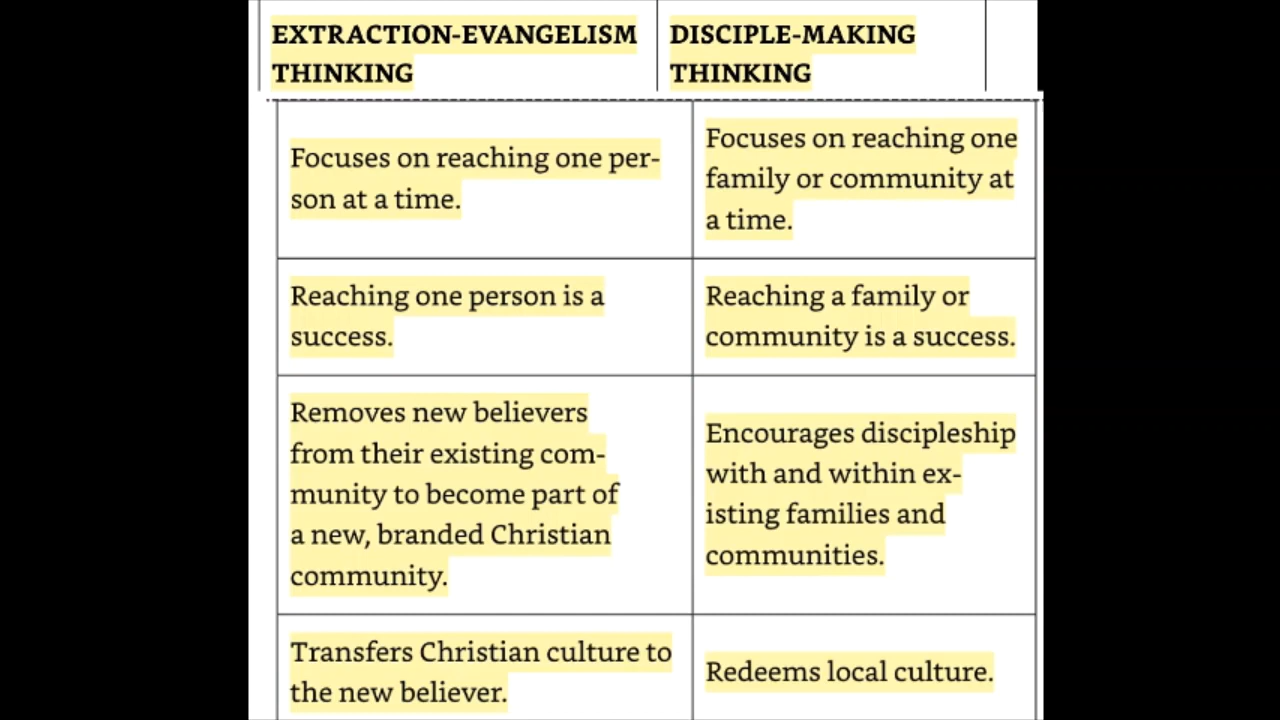 EXTRACTION-EVANGELISM
THINKING
DISCIPLE-MAKING
THINKING
Focuses on reaching one per-
son at a time.
Focuses on reaching one
family or community at
a time.
Reaching one person is a
success.
Reaching a family or
community is a success.
Removes new believers
from their existing com-
munity to become part of
a new, branded Christian
community.
Encourages discipleship
with and within ex-
isting families and
communities.
Transfers Christian culture to
the new believer.
Redeems local culture.